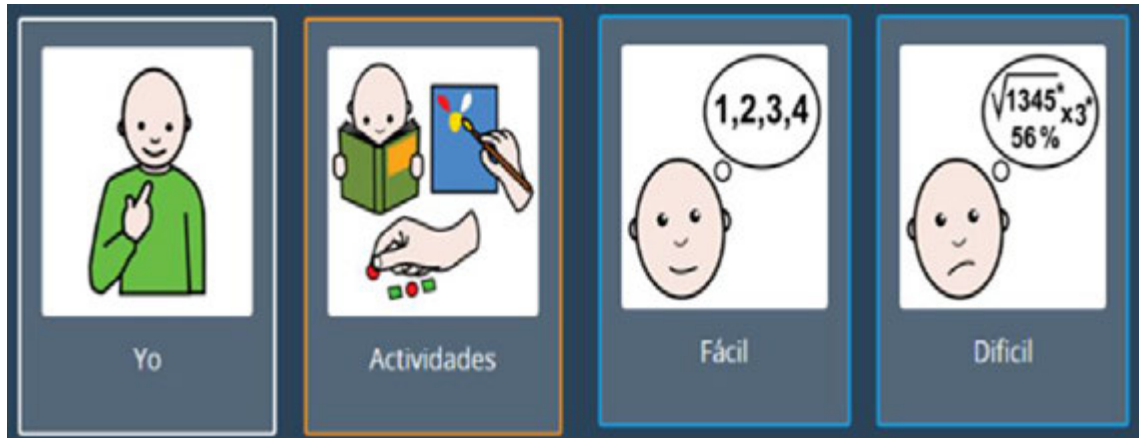 1,2,3,4
√1345* x3*
56 %
Yo
Actividades
Fácil
Dificil